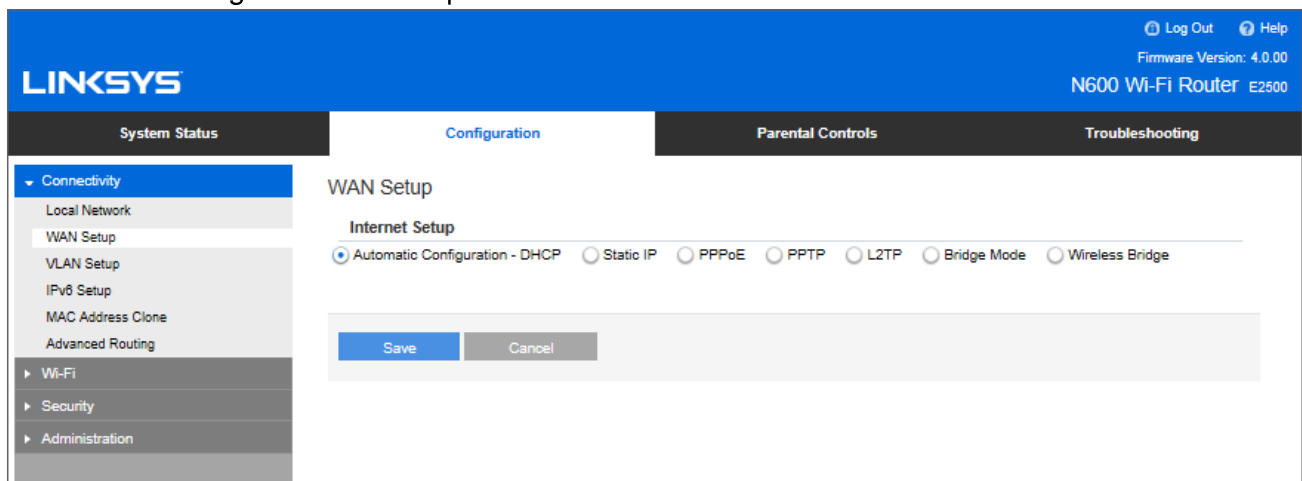 Log Out Help
Firmware Version: 4.0.00
LINKSYS
N600 Wi-Fi Router E2500
System Status Configuration Parental Controls Troubleshooting
Connectivity
Local Network
WAN Setup
VLAN Setup
IPv6 Setup
MAC Address Clone
Advanced Routing
Wi-Fi
Security
Administration
WAN Setup
Internet Setup
Automatic Configuration - DHCP Static IP PPPoE PPTP L2TP Bridge Mode Wireless Bridge
Save Cancel